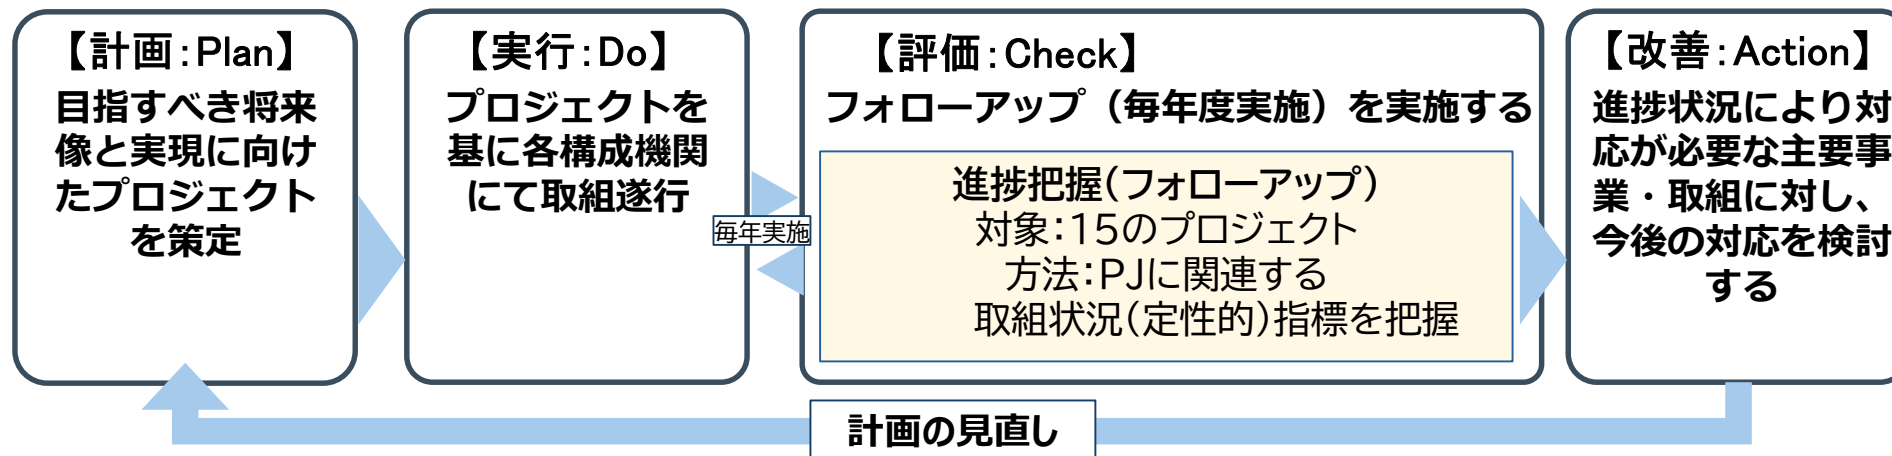 【計画：Plan】
目指すべき将来
像と実現に向け
たプロジェクト
を策定
【実行：Do】
プロジェクトを
基に各構成機関
にて取組遂行
毎年実施
【評価：Check】
フォローアップ（毎年度実施）を実施する
進捗把握（フォローアップ）
対象：15のプロジェクト
方法：PJに関連する
取組状況（定性的）指標を把握
【改善：Action】
進捗状況により対
応が必要な主要事
業・取組に対し、
今後の対応を検討
する
計画の見直し